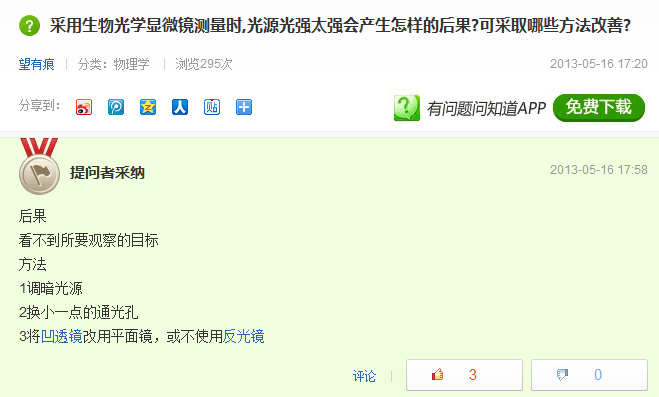 采用生物光学显微镜测量时,光源光强太强会产生怎样的后果?可采取哪些方法改善?
望有痕 | 分类：物理学 | 浏览295次 2013-05-16 17:20
分享到： 贴
有问题问知道APP 免费下载
提问者采纳 2013-05-16 17:58
后果
看不到所要观察的目标
方法
1调暗光源
2换小一点的通光孔
3将凹透镜改用平面镜，或不使用反光镜
评论 | 3 0